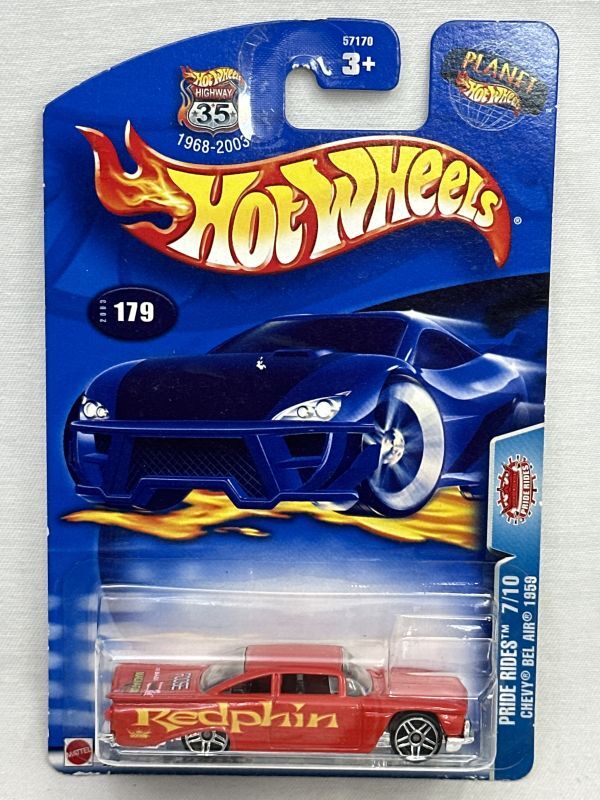 57170
3+
HOT WHEELS
HIGHWAY
35
1968-2003
PLANET
HOT WHEELS
™
HOT WHEELS®
2003
179
PRIDE RIDES
PRIDE RIDES™ 7/10
CHEVY® BEL AIR® 1959
Redphin
MATTEL